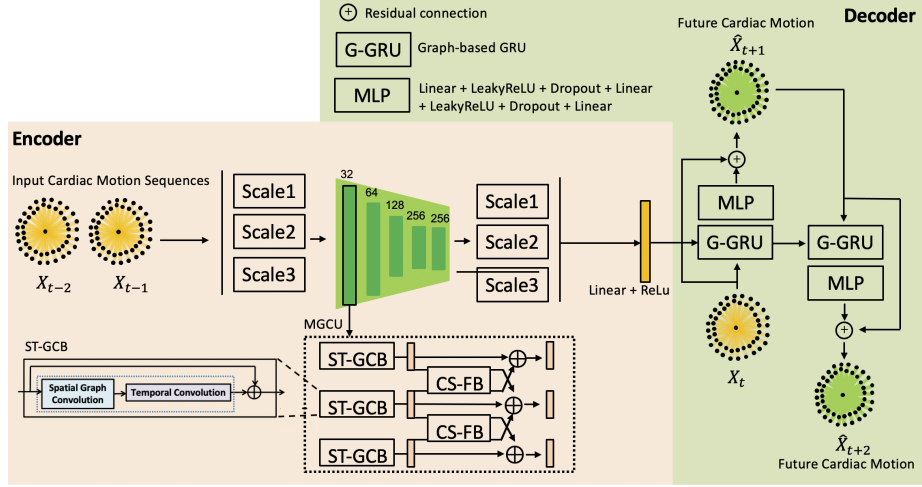 Residual connection
Decoder
G-GRU
Graph-based GRU
MLP
Linear + LeakyReLU + Dropout + Linear
+ LeakyReLU + Dropout + Linear
Future Cardiac Motion
X̂t+1
Encoder
Input Cardiac Motion Sequences
Xt−2
Xt−1
Scale1
Scale2
Scale3
32
64
128
256
256
Scale1
Scale2
Scale3
Linear + ReLu
MLP
G-GRU
G-GRU
MLP
Xt
X̂t+2
Future Cardiac Motion
MGCU
ST-GCB
Spatial Graph
Convolution
Temporal Convolution
ST-GCB
CS-FB
ST-GCB
CS-FB
ST-GCB